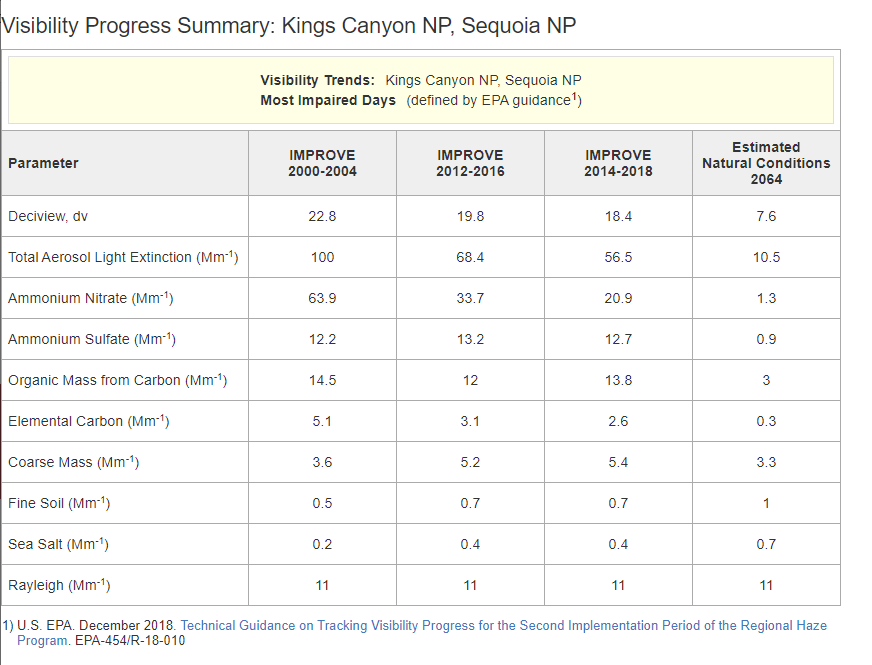 Visibility Progress Summary: Kings Canyon NP, Sequoia NP
Visibility Trends: Kings Canyon NP, Sequoia NP
Most Impaired Days (defined by EPA guidance¹)
Parameter IMPROVE 2000-2004 IMPROVE 2012-2016 IMPROVE 2014-2018 Estimated Natural Conditions 2064
Deciview, dv 22.8 19.8 18.4 7.6
Total Aerosol Light Extinction (Mm⁻¹) 100 68.4 56.5 10.5
Ammonium Nitrate (Mm⁻¹) 63.9 33.7 20.9 1.3
Ammonium Sulfate (Mm⁻¹) 12.2 13.2 12.7 0.9
Organic Mass from Carbon (Mm⁻¹) 14.5 12 13.8 3
Elemental Carbon (Mm⁻¹) 5.1 3.1 2.6 0.3
Coarse Mass (Mm⁻¹) 3.6 5.2 5.4 3.3
Fine Soil (Mm⁻¹) 0.5 0.7 0.7 1
Sea Salt (Mm⁻¹) 0.2 0.4 0.4 0.7
Rayleigh (Mm⁻¹) 11 11 11 11
1) U.S. EPA. December 2018. Technical Guidance on Tracking Visibility Progress for the Second Implementation Period of the Regional Haze
Program. EPA-454/R-18-010